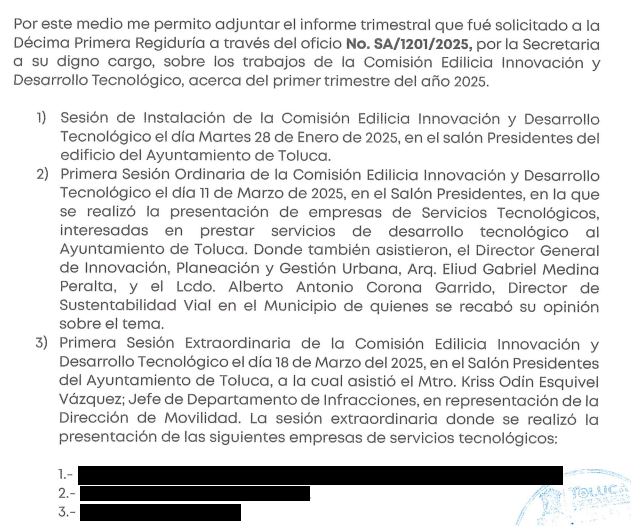 Por este medio me permito adjuntar el informe trimestral que fué solicitado a la
Décima Primera Regiduría a través del oficio No. SA/1201/2025, por la Secretaria
a su digno cargo, sobre los trabajos de la Comisión Edilicia Innovación y
Desarrollo Tecnológico, acerca del primer trimestre del año 2025.
1) Sesión de Instalación de la Comisión Edilicia Innovación y Desarrollo
Tecnológico el día Martes 28 de Enero de 2025, en el salón Presidentes del
edificio del Ayuntamiento de Toluca.
2) Primera Sesión Ordinaria de la Comisión Edilicia Innovación y Desarrollo
Tecnológico el día 11 de Marzo de 2025, en el Salón Presidentes, en la que
se realizó la presentación de empresas de Servicios Tecnológicos,
interesadas en prestar servicios de desarrollo tecnológico al
Ayuntamiento de Toluca. Donde también asistieron, el Director General
de Innovación, Planeación y Gestión Urbana, Arq. Eliud Gabriel Medina
Peralta, y el Lcdo. Alberto Antonio Corona Garrido, Director de
Sustentabilidad Vial en el Municipio de quienes se recabó su opinión
sobre el tema.
3) Primera Sesión Extraordinaria de la Comisión Edilicia Innovación y
Desarrollo Tecnológico el día 18 de Marzo del 2025, en el Salón Presidentes
del Ayuntamiento de Toluca, a la cual asistió el Mtro. Kriss Odín Esquivel
Vázquez; Jefe de Departamento de Infracciones, en representación de la
Dirección de Movilidad. La sesión extraordinaria donde se realizó la
presentación de las siguientes empresas de servicios tecnológicos:
1.-
2.-
3.-
TOLUCA